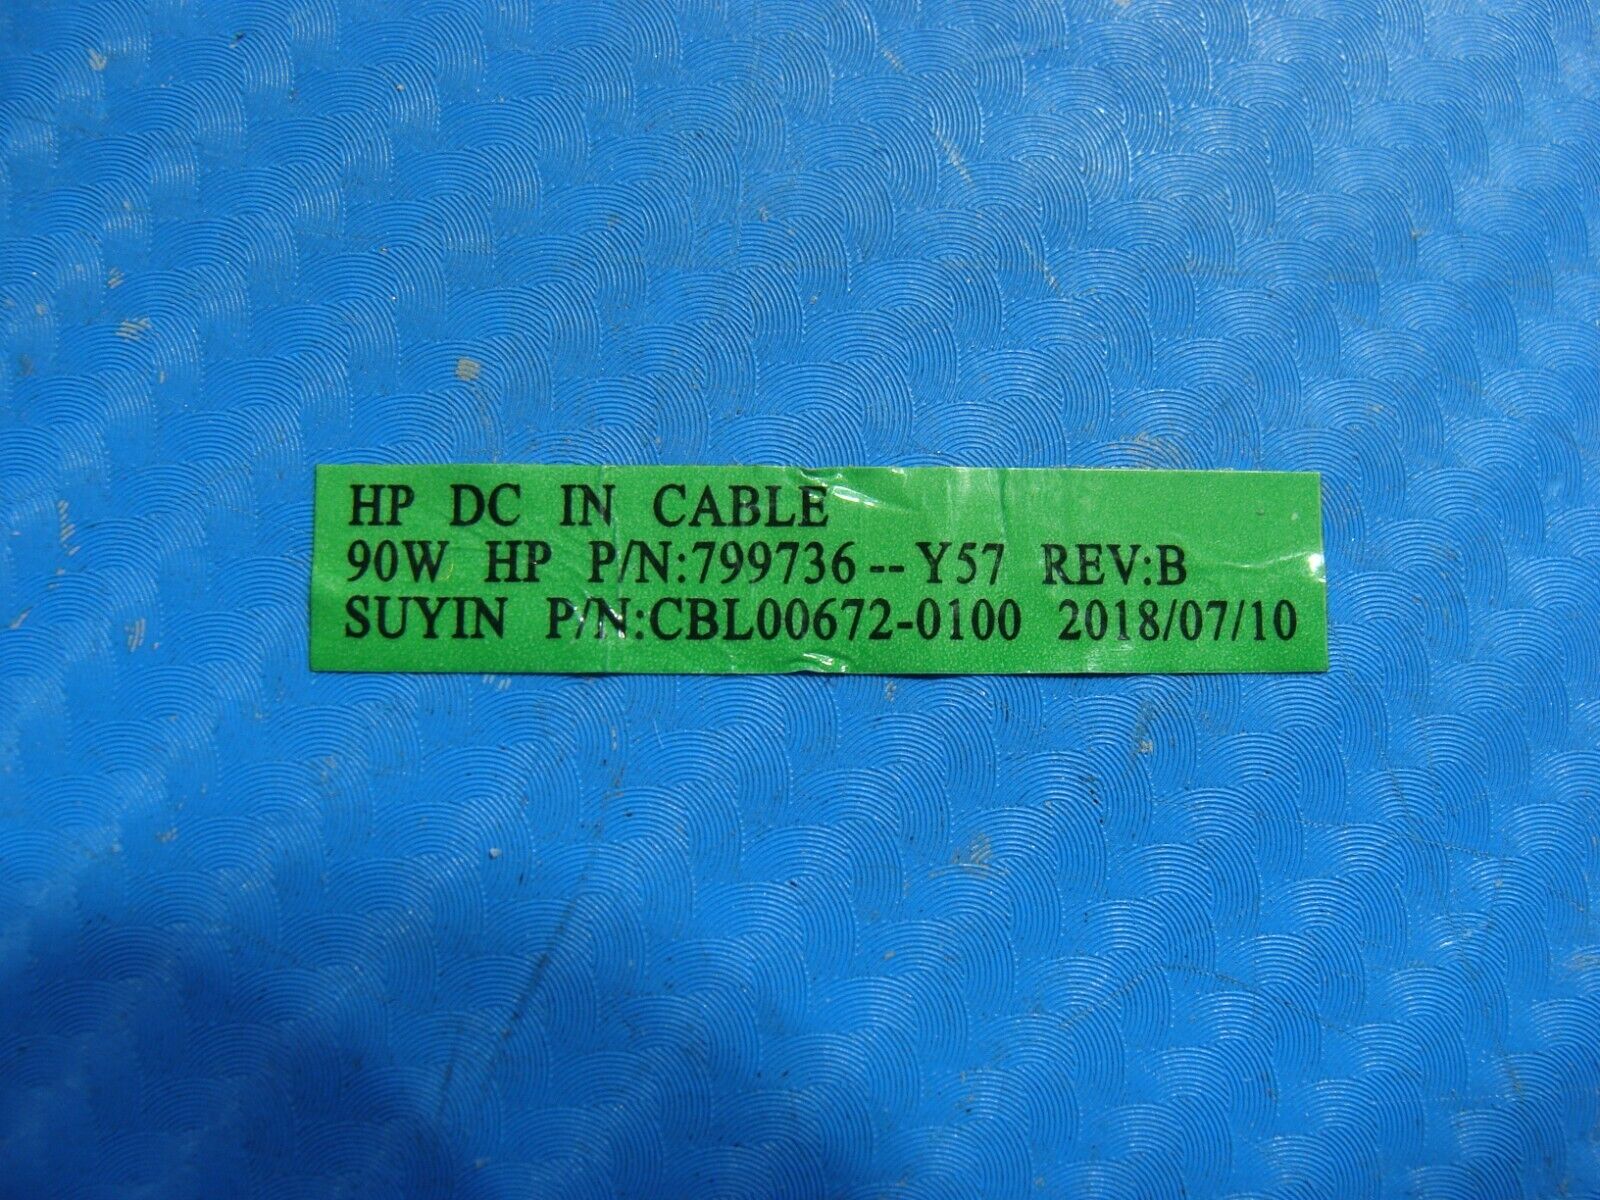 HP DC IN CABLE
90W HP P/N:799736--Y57 REV:B
SUYIN P/N:CBL00672-0100 2018/07/10